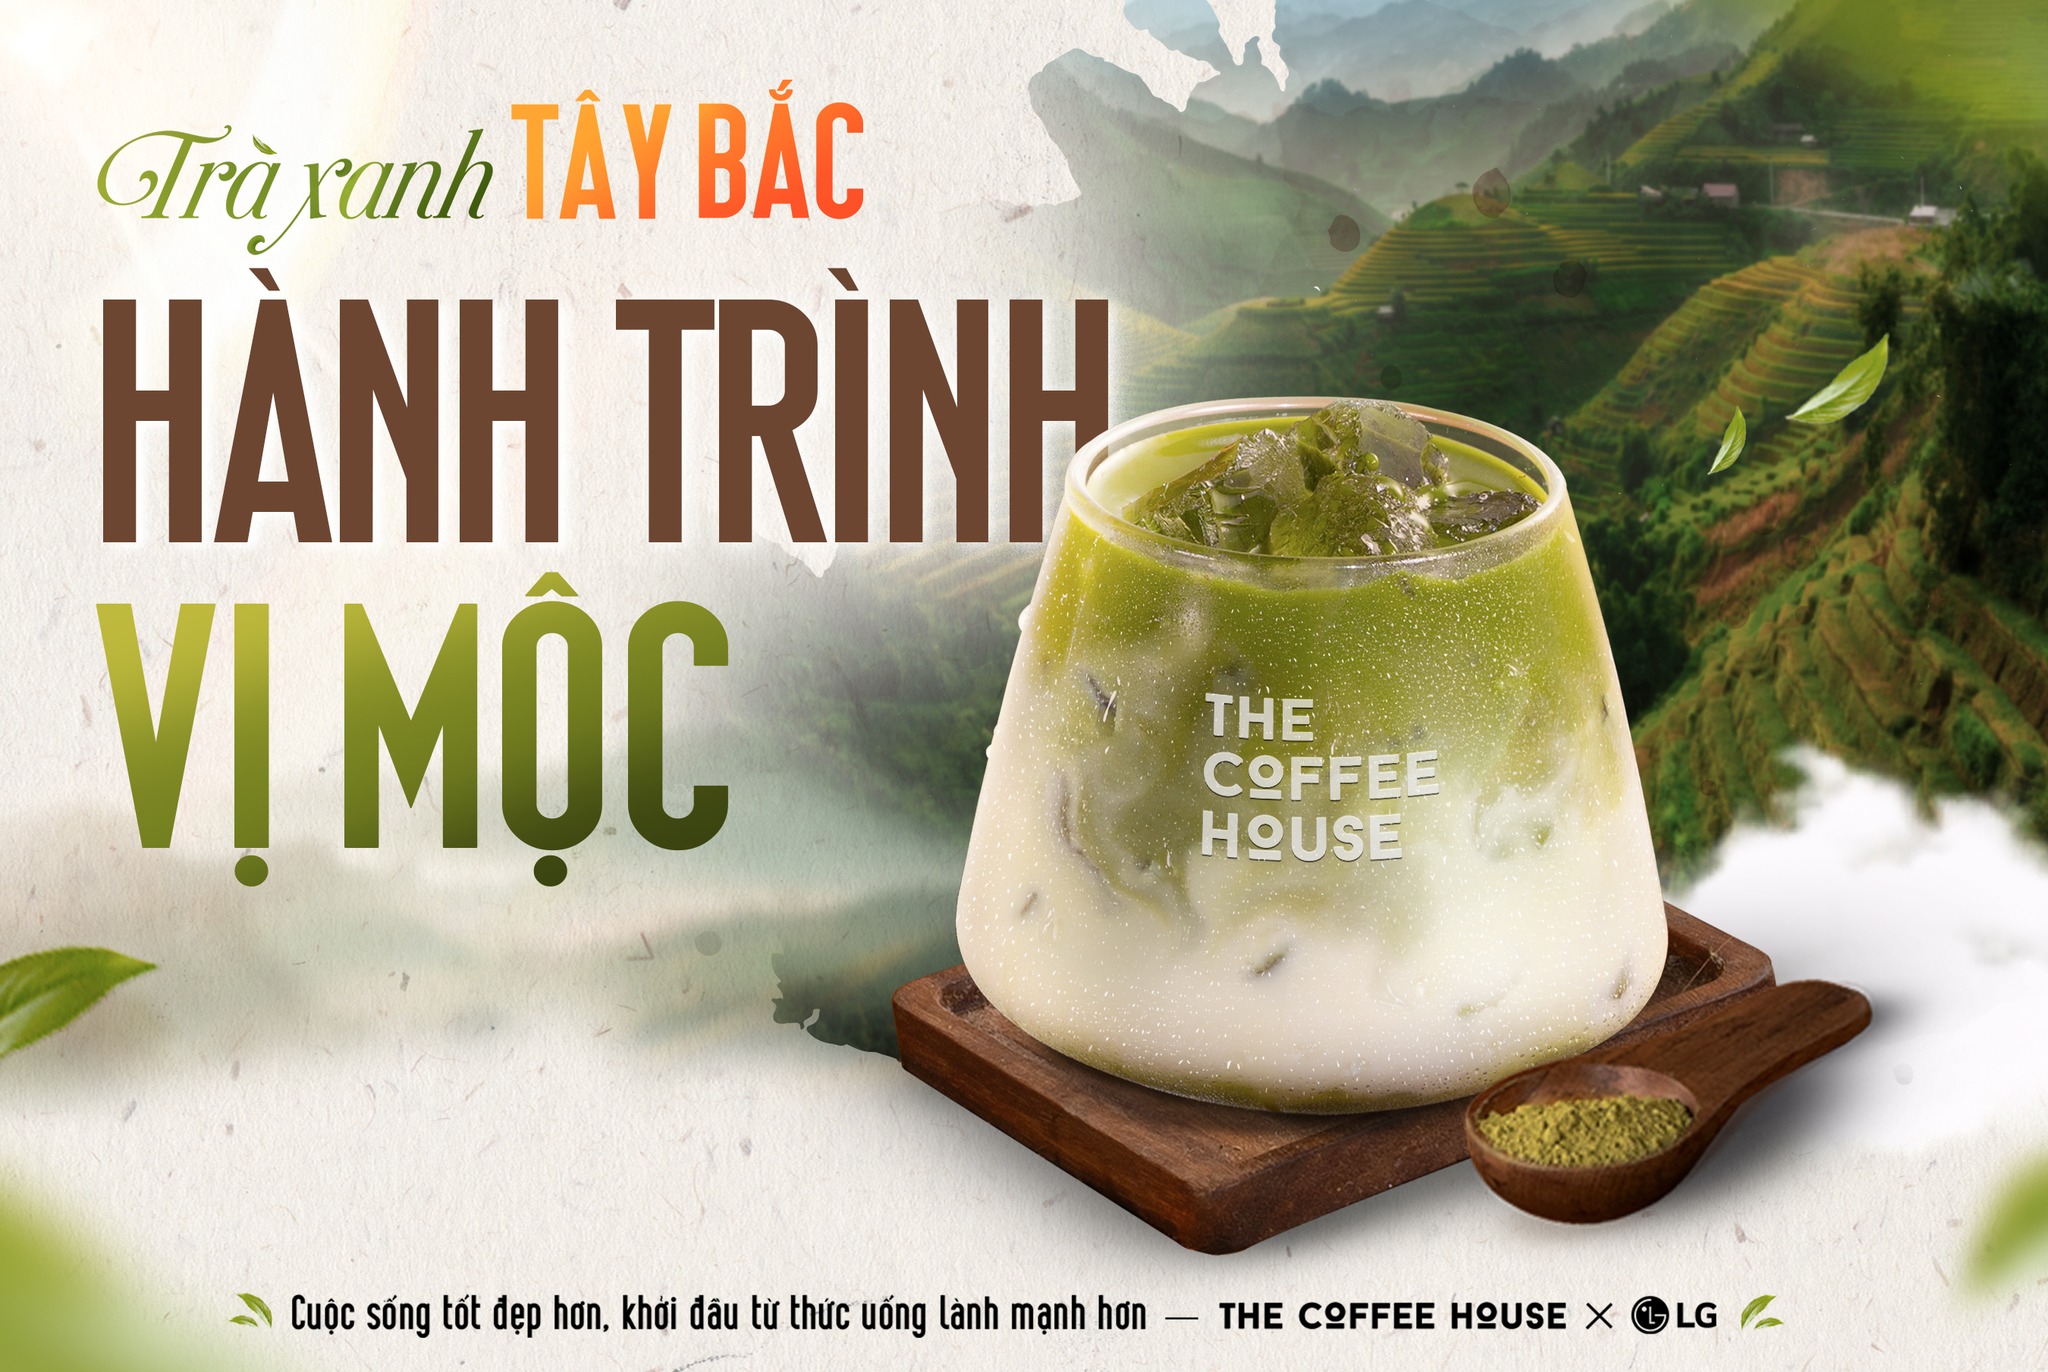 Trà xanh TÂY BẮC
HÀNH TRÌNH
VỊ MỘC
THE
COFFEE
HOUSE
Cuộc sống tốt đẹp hơn, khởi đầu từ thức uống lành mạnh hơn — THE COFFEE HOUSE × LG